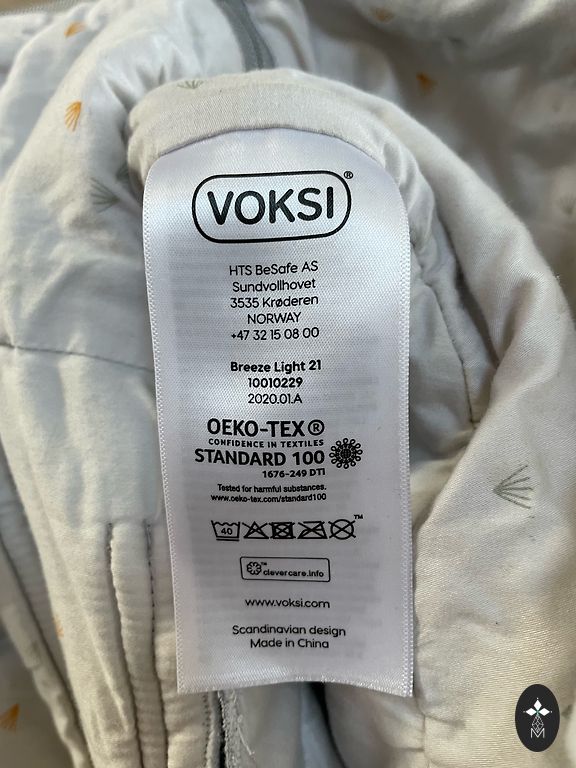 VOKSI®
HTS BeSafe AS
Sundvollhovet
3535 Krøderen
NORWAY
+47 32 15 08 00
Breeze Light 21
10010229
2020.01.A
OEKO-TEX®
CONFIDENCE IN TEXTILES
STANDARD 100
1676-249 DTI
Tested for harmful substances.
www.oeko-tex.com/standard100
40 ™
™ clevercare.info
www.voksi.com
Scandinavian design
Made in China
M